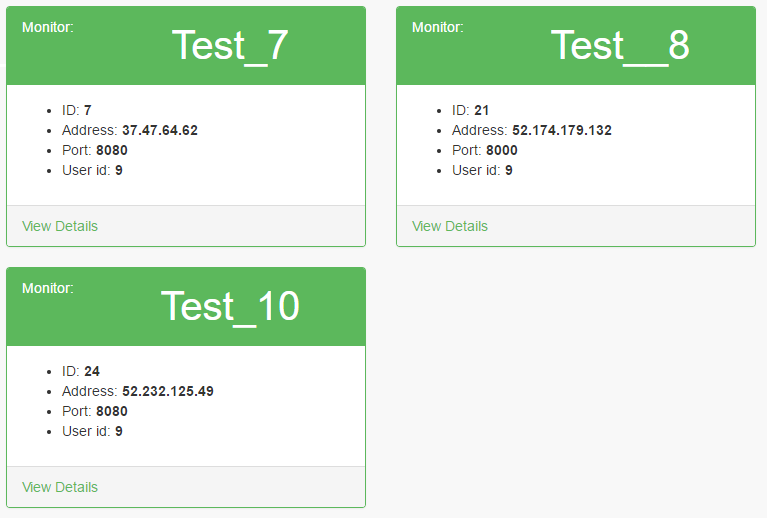 Monitor:
Test_7
ID: 7
Address: 37.47.64.62
Port: 8080
User id: 9
View Details
Monitor:
Test__8
ID: 21
Address: 52.174.179.132
Port: 8000
User id: 9
View Details
Monitor:
Test_10
ID: 24
Address: 52.232.125.49
Port: 8080
User id: 9
View Details